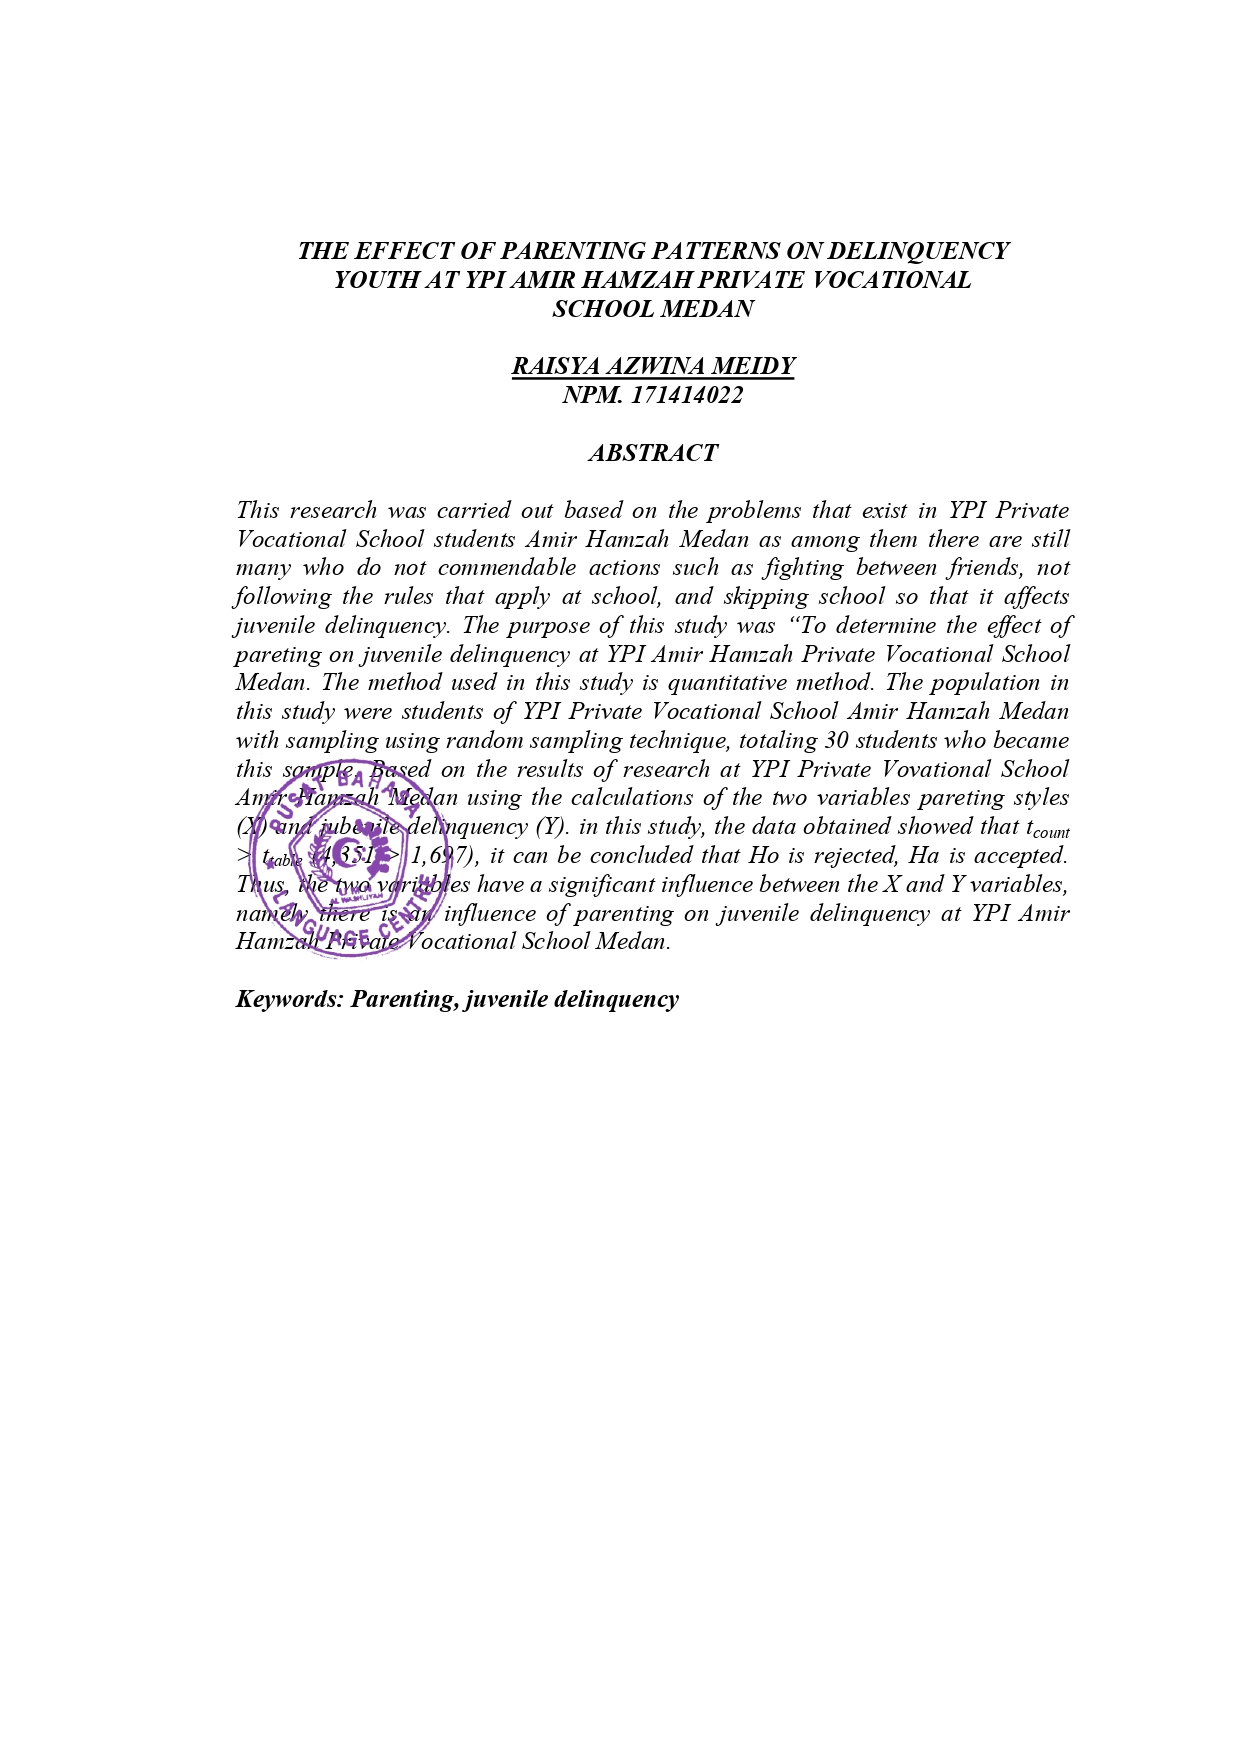 THE EFFECT OF PARENTING PATTERNS ON DELINQUENCY
YOUTH AT YPI AMIR HAMZAH PRIVATE VOCATIONAL
SCHOOL MEDAN
RAISYA AZWINA MEIDY
NPM. 171414022
ABSTRACT
This research was carried out based on the problems that exist in YPI Private
Vocational School students Amir Hamzah Medan as among them there are still
many who do not commendable actions such as fighting between friends, not
following the rules that apply at school, and skipping school so that it affects
juvenile delinquency. The purpose of this study was “To determine the effect of
pareting on juvenile delinquency at YPI Amir Hamzah Private Vocational School
Medan. The method used in this study is quantitative method. The population in
this study were students of YPI Private Vocational School Amir Hamzah Medan
with sampling using random sampling technique, totaling 30 students who became
this sample. Based on the results of research at YPI Private Vovational School
Amir Hamzah Medan using the calculations of the two variables pareting styles
(X) and jubenile delinquency (Y). in this study, the data obtained showed that tcount
> ttable (4,351 > 1,697), it can be concluded that Ho is rejected, Ha is accepted.
Thus, the two variables have a significant influence between the X and Y variables,
namely there is an influence of parenting on juvenile delinquency at YPI Amir
Hamzah Private Vocational School Medan.
Keywords: Parenting, juvenile delinquency
PUSAT BAHASA
UMN
AL WASHLIYAH
LANGUAGE CENTRE